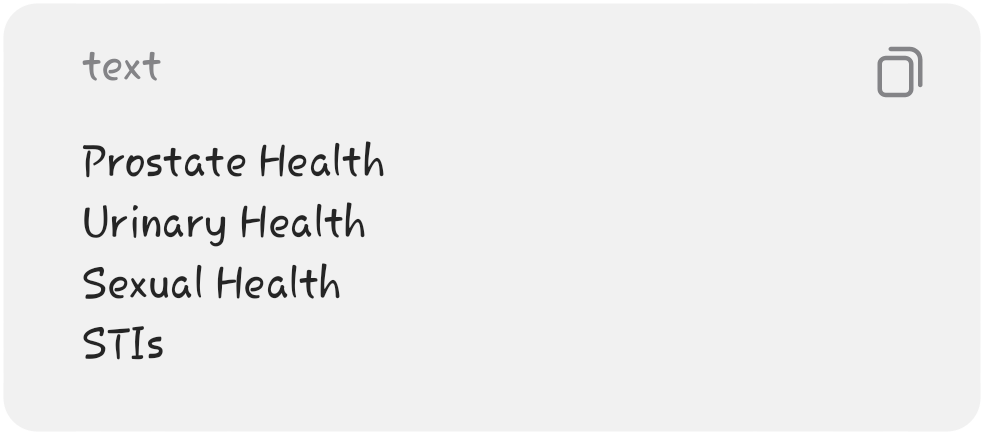 text
Prostate Health
Urinary Health
Sexual Health
STIs